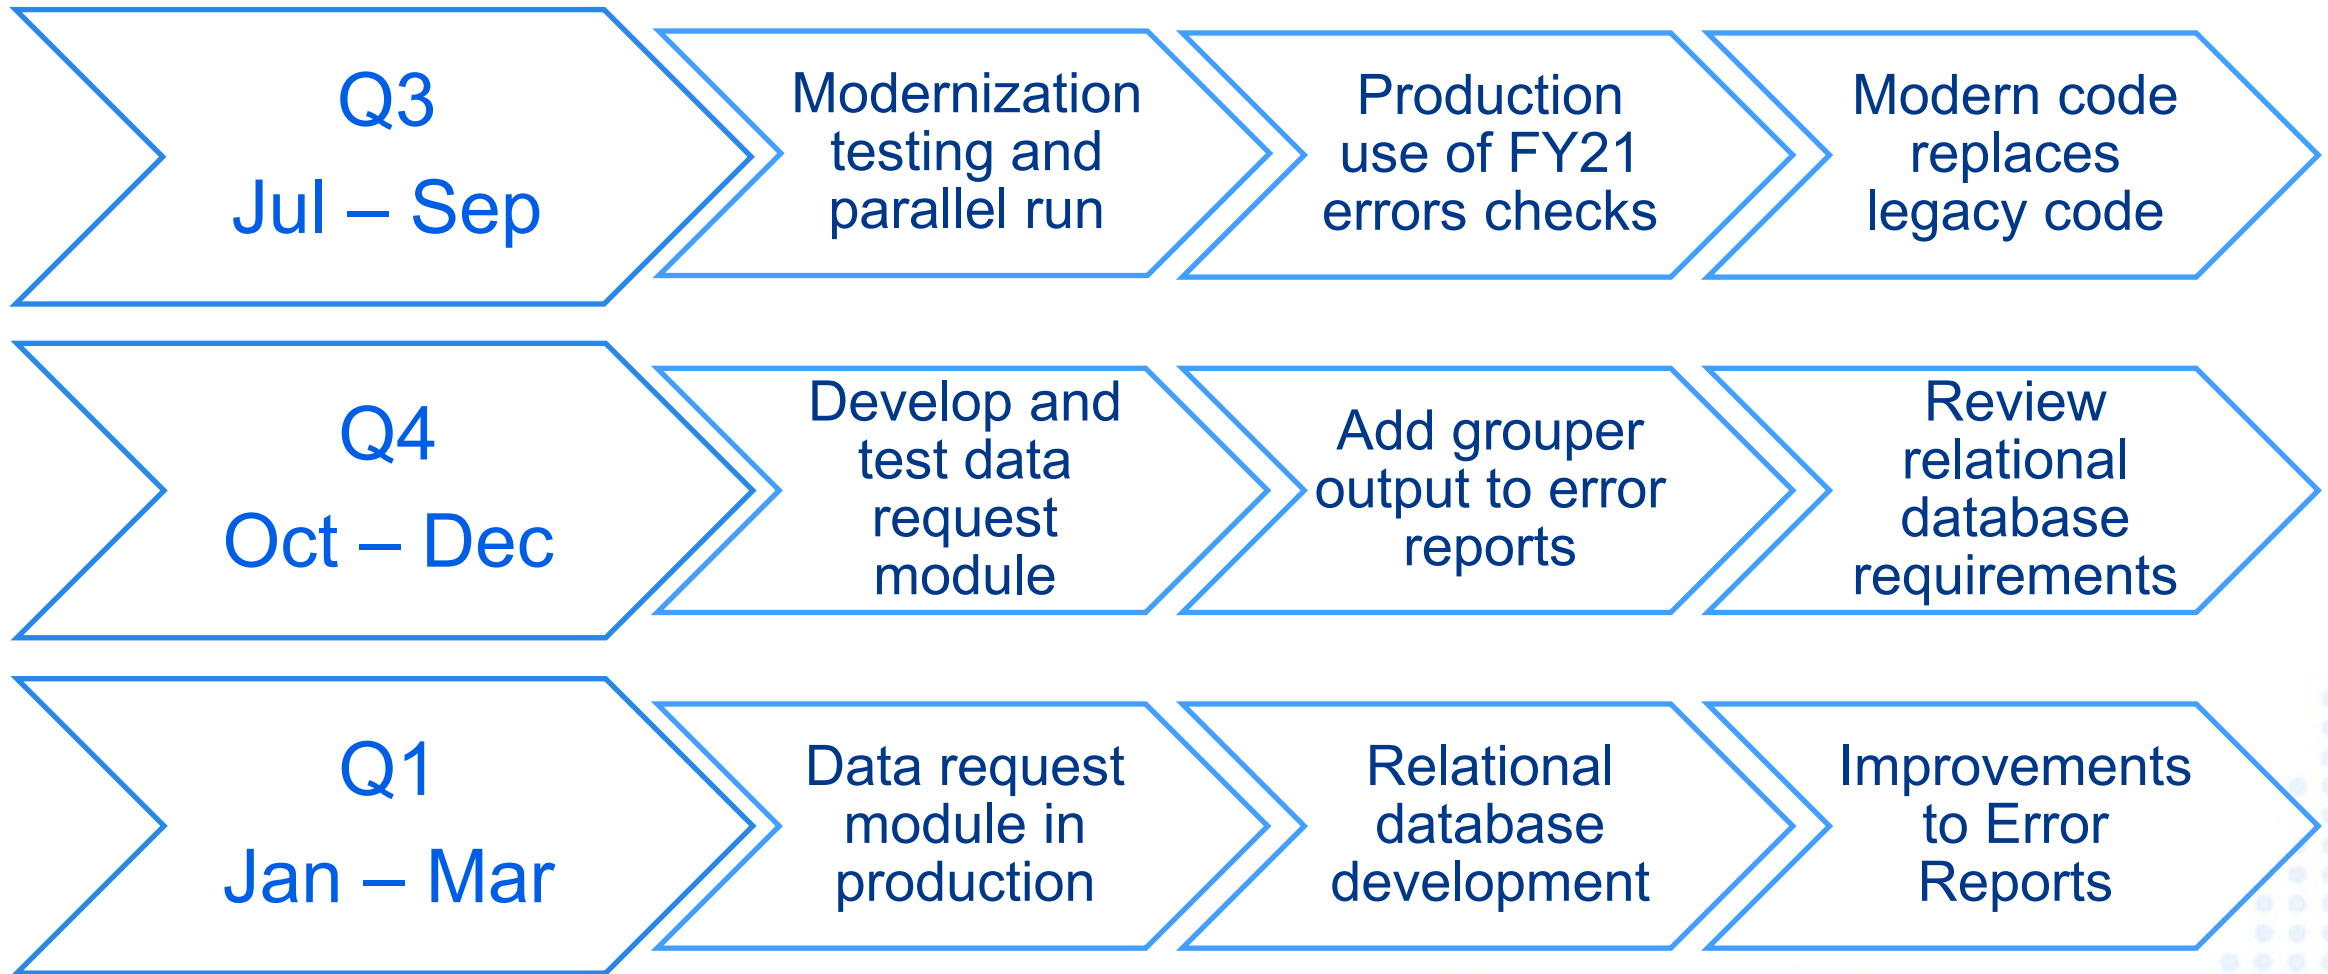 Q3
Jul – Sep
Modernization
testing and
parallel run
Production
use of FY21
errors checks
Modern code
replaces
legacy code
Q4
Oct – Dec
Develop and
test data
request
module
Add grouper
output to error
reports
Review
relational
database
requirements
Q1
Jan – Mar
Data request
module in
production
Relational
database
development
Improvements
to Error
Reports